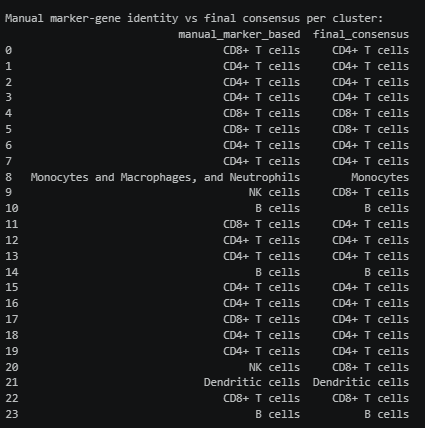 Manual marker-gene identity vs final consensus per cluster:
manual_marker_based final_consensus
0 CD8+ T cells CD4+ T cells
1 CD4+ T cells CD4+ T cells
2 CD4+ T cells CD4+ T cells
3 CD4+ T cells CD4+ T cells
4 CD8+ T cells CD8+ T cells
5 CD8+ T cells CD8+ T cells
6 CD4+ T cells CD4+ T cells
7 CD4+ T cells CD4+ T cells
8 Monocytes and Macrophages, and Neutrophils Monocytes
9 NK cells CD8+ T cells
10 B cells B cells
11 CD8+ T cells CD4+ T cells
12 CD4+ T cells CD4+ T cells
13 CD4+ T cells CD4+ T cells
14 B cells B cells
15 CD4+ T cells CD4+ T cells
16 CD4+ T cells CD4+ T cells
17 CD8+ T cells CD4+ T cells
18 CD4+ T cells CD4+ T cells
19 CD4+ T cells CD4+ T cells
20 NK cells CD8+ T cells
21 Dendritic cells Dendritic cells
22 CD8+ T cells CD8+ T cells
23 B cells B cells